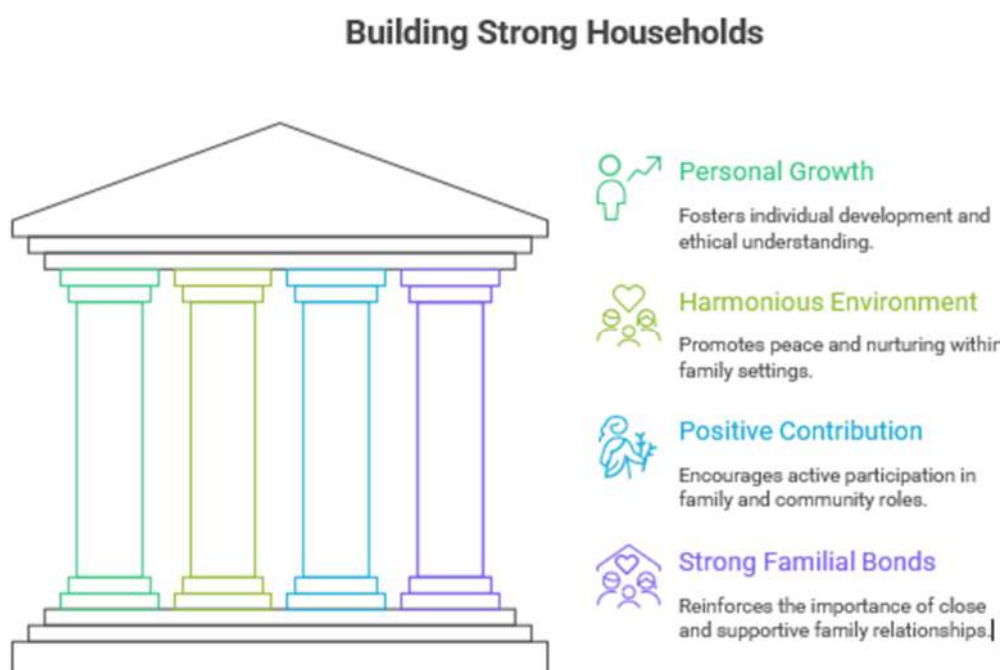 Building Strong Households
Personal Growth
Fosters individual development and
ethical understanding.
Harmonious Environment
Promotes peace and nurturing within
family settings.
Positive Contribution
Encourages active participation in
family and community roles.
Strong Familial Bonds
Reinforces the importance of close
and supportive family relationships.